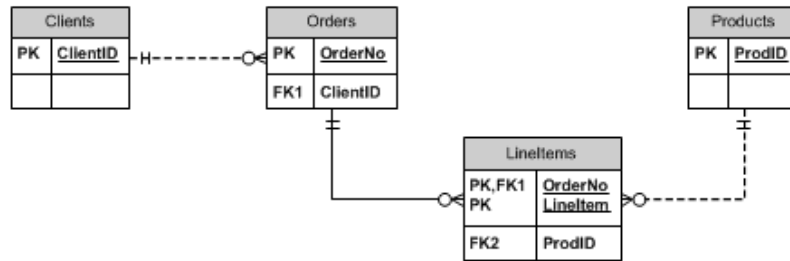 Clients
PK ClientID
Orders
PK OrderNo
FK1 ClientID
Products
PK ProdID
LineItems
PK,FK1 OrderNo
PK LineItem
FK2 ProdID